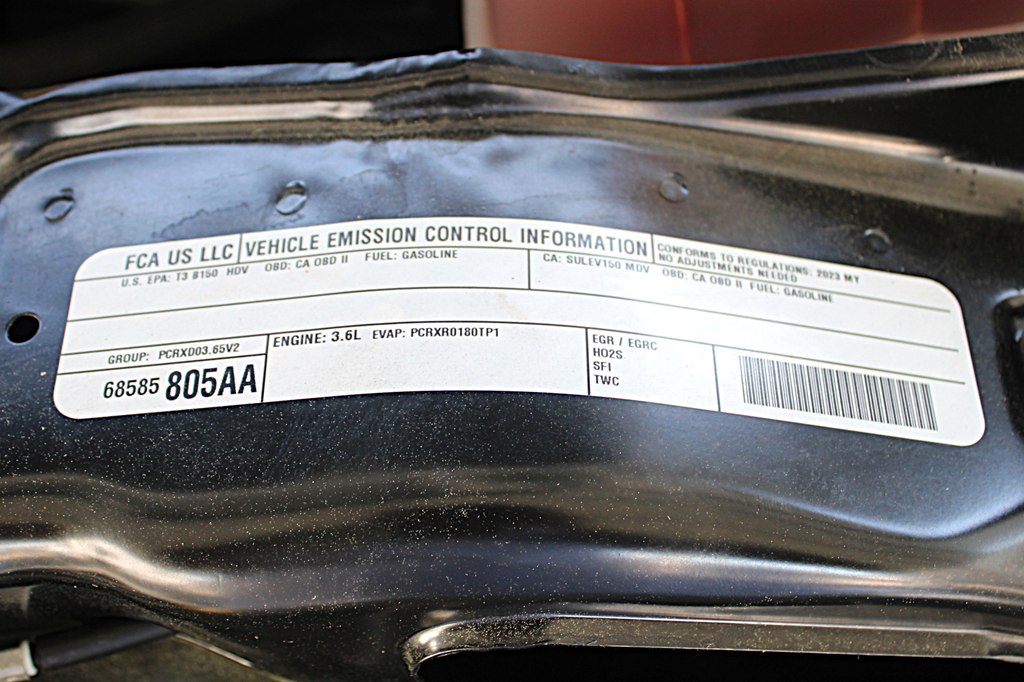 FCA US LLC
VEHICLE EMISSION CONTROL INFORMATION
CONFORMS TO REGULATIONS: 2023 MY
NO ADJUSTMENTS NEEDED
U.S. EPA: T3 B150 HDV OBD: CA OBD II FUEL: GASOLINE
CA: SULEV150 MDV OBD: CA OBD II FUEL: GASOLINE
GROUP: PCRXD03.65V2
68585 805AA
ENGINE: 3.6L EVAP: PCRXR0180TP1
EGR / EGRC
HO2S
SFI
TWC